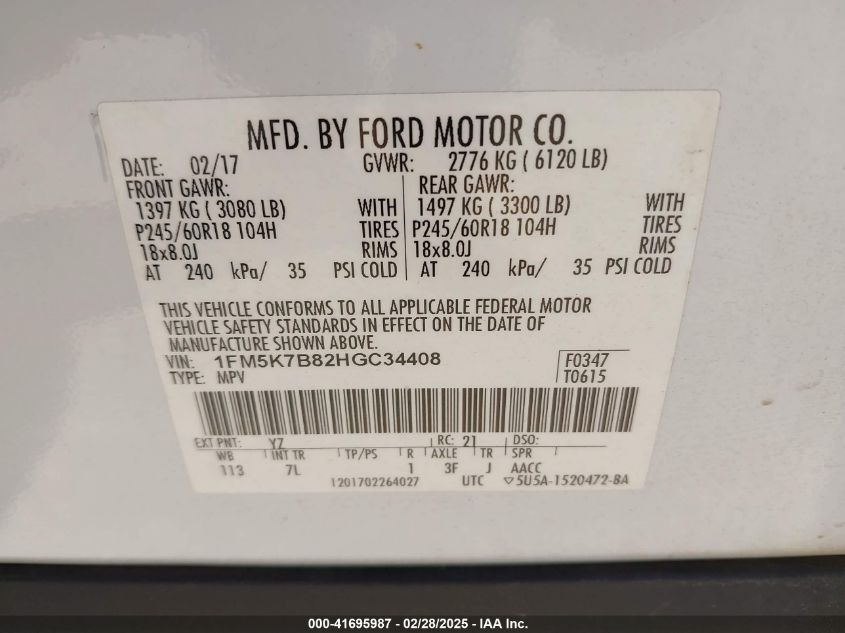 MFD. BY FORD MOTOR CO.
DATE: 02/17 GVWR: 2776 KG ( 6120 LB)
FRONT GAWR: REAR GAWR:
1397 KG ( 3080 LB) WITH 1497 KG ( 3300 LB) WITH
P245/60R18 104H TIRES P245/60R18 104H TIRES
18x8.0J RIMS 18x8.0J RIMS
AT 240 kPa/ 35 PSI COLD AT 240 kPa/ 35 PSI COLD
THIS VEHICLE CONFORMS TO ALL APPLICABLE FEDERAL MOTOR
VEHICLE SAFETY STANDARDS IN EFFECT ON THE DATE OF
MANUFACTURE SHOWN ABOVE.
VIN: 1FM5K7B82HGC34408 F0347
TYPE: MPV T0615
EXT PNT: YZ RC: 21 DSO:
WB INT TR TP/PS R AXLE TR SPR
113 7L 1 3F J AACC
1201702264027 UTC ▽5U5A-1520472-BA
000-41695987 - 02/28/2025 - IAA Inc.